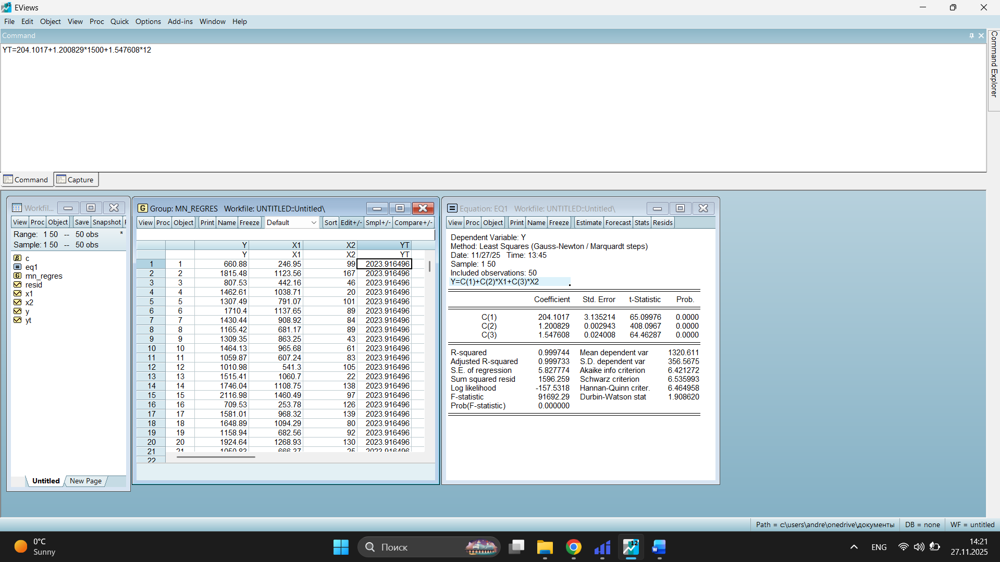 EViews
File Edit Object View Proc Quick Options Add-ins Window Help
Command
YT=204.1017+1.200829*1500+1.547608*12
Command Explorer
Command Capture
Workfil...
View Proc Object Save Snapshot
Range: 1 50 -- 50 obs *
Sample: 1 50 -- 50 obs
c
eq1
mn_regres
resid
x1
x2
y
yt
Untitled New Page
Group: MN_REGRES Workfile: UNTITLED::Untitled\
View Proc Object Print Name Freeze Default Sort Edit+/- Smpl+/- Compare+/-
Y X1 X2 YT
Y X1 X2 YT
1 1 660.88 246.95 99 2023.916496
2 2 1815.48 1123.56 167 2023.916496
3 3 807.53 442.16 46 2023.916496
4 4 1462.61 1038.71 20 2023.916496
5 5 1307.49 791.07 101 2023.916496
6 6 1710.4 1137.65 89 2023.916496
7 7 1430.44 908.92 84 2023.916496
8 8 1165.42 681.17 89 2023.916496
9 9 1309.35 863.25 43 2023.916496
10 10 1464.13 965.68 61 2023.916496
11 11 1059.87 607.24 83 2023.916496
12 12 1010.98 541.3 105 2023.916496
13 13 1515.41 1060.7 22 2023.916496
14 14 1746.04 1108.75 138 2023.916496
15 15 2116.98 1460.49 97 2023.916496
16 16 709.53 253.78 126 2023.916496
17 17 1581.01 968.32 139 2023.916496
18 18 1648.89 1094.29 80 2023.916496
19 19 1158.94 682.56 92 2023.916496
20 20 1924.64 1268.93 130 2023.916496
21 21 1050.83 666.37 25 2023.916496
22
Equation: EQ1 Workfile: UNTITLED::Untitled\
View Proc Object Print Name Freeze Estimate Forecast Stats Resids
Dependent Variable: Y
Method: Least Squares (Gauss-Newton / Marquardt steps)
Date: 11/27/25 Time: 13:45
Sample: 1 50
Included observations: 50
Y=C(1)+C(2)*X1+C(3)*X2
Coefficient Std. Error t-Statistic Prob.
C(1) 204.1017 3.135214 65.09976 0.0000
C(2) 1.200829 0.002943 408.0967 0.0000
C(3) 1.547608 0.024008 64.46287 0.0000
R-squared 0.999744 Mean dependent var 1320.611
Adjusted R-squared 0.999733 S.D. dependent var 356.5675
S.E. of regression 5.827774 Akaike info criterion 6.421272
Sum squared resid 1596.259 Schwarz criterion 6.535993
Log likelihood -157.5318 Hannan-Quinn criter. 6.464958
F-statistic 91692.29 Durbin-Watson stat 1.908620
Prob(F-statistic) 0.000000
Path = c:\users\andre\onedrive\документы DB = none WF = untitled
0°C
Sunny
Поиск
12
ENG
14:21
27.11.2025